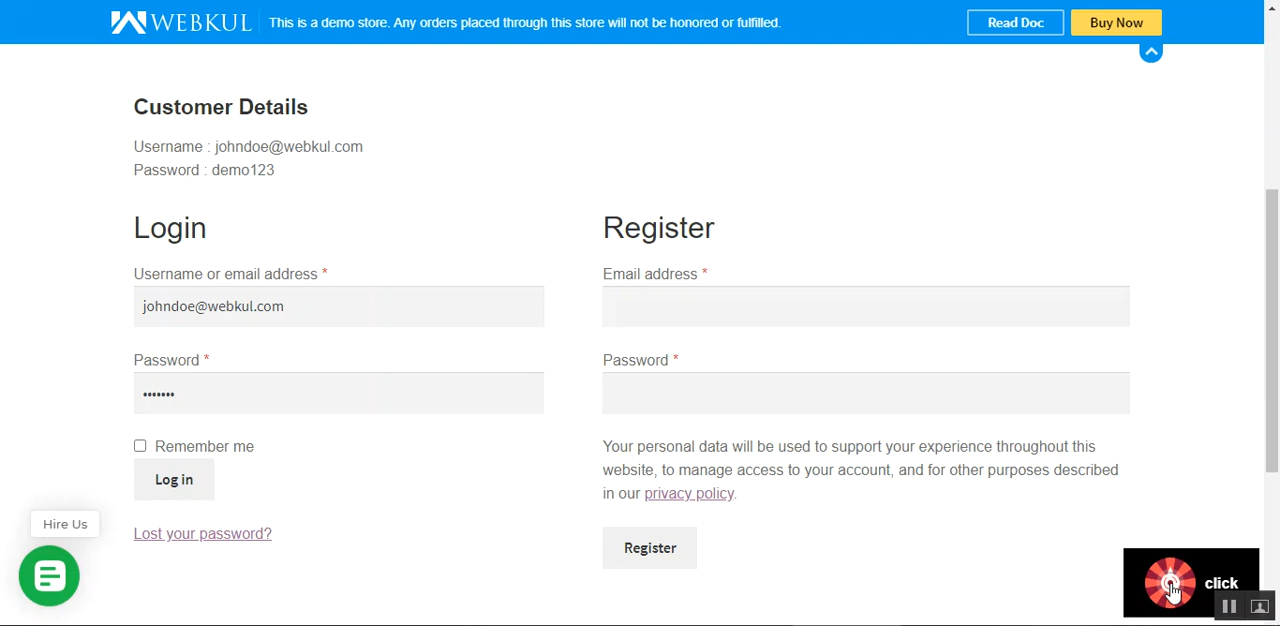 WEBKUL
This is a demo store. Any orders placed through this store will not be honored or fulfilled.
Read Doc
Buy Now
Customer Details
Username : johndoe@webkul.com
Password : demo123
Login
Username or email address *
johndoe@webkul.com
Password *
•••••••
Remember me
Log in
Lost your password?
Register
Email address *
Password *
Your personal data will be used to support your experience throughout this
website, to manage access to your account, and for other purposes described
in our privacy policy.
Register
Hire Us
click